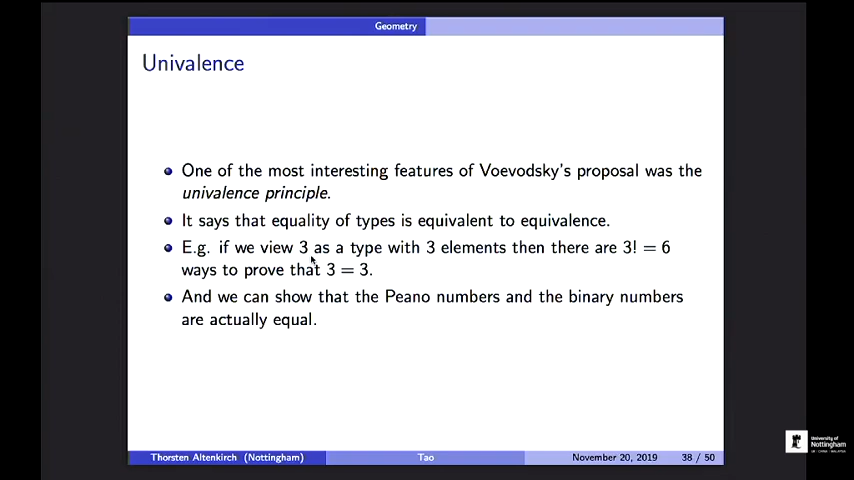 Geometry
Univalence
One of the most interesting features of Voevodsky's proposal was the
univalence principle.
It says that equality of types is equivalent to equivalence.
E.g. if we view 3 as a type with 3 elements then there are 3! = 6
ways to prove that 3 = 3.
And we can show that the Peano numbers and the binary numbers
are actually equal.
Thorsten Altenkirch (Nottingham) Tao November 20, 2019 38 / 50
University of
Nottingham
UK | CHINA | MALAYSIA